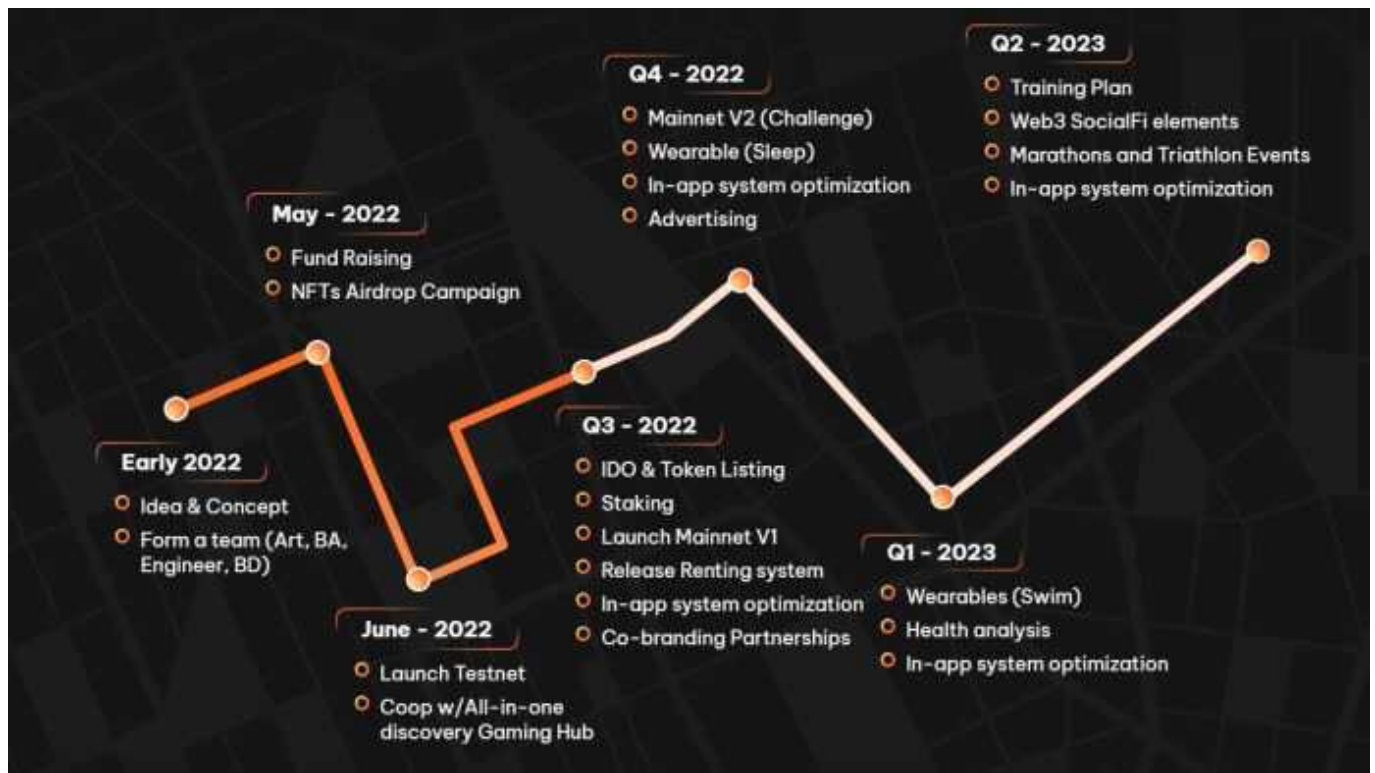 Early 2022
Idea & Concept
Form a team (Art, BA,
Engineer, BD)
May - 2022
Fund Raising
NFTs Airdrop Campaign
June - 2022
Launch Testnet
Coop w/All-in-one
discovery Gaming Hub
Q3 - 2022
IDO & Token Listing
Staking
Launch Mainnet V1
Release Renting system
In-app system optimization
Co-branding Partnerships
Q4 - 2022
Mainnet V2 (Challenge)
Wearable (Sleep)
In-app system optimization
Advertising
Q1 - 2023
Wearables (Swim)
Health analysis
In-app system optimization
Q2 - 2023
Training Plan
Web3 SocialFi elements
Marathons and Triathlon Events
In-app system optimization